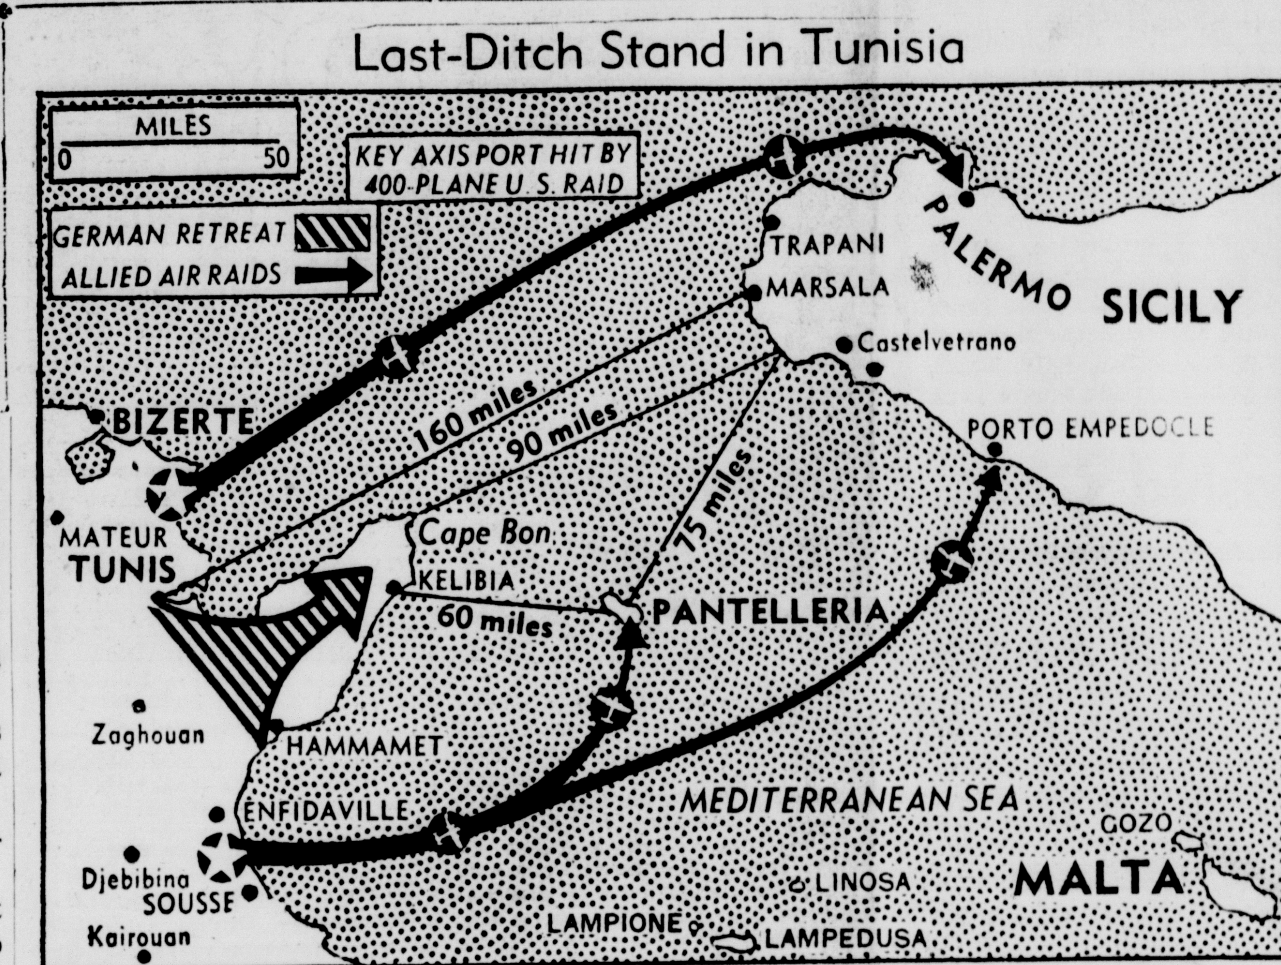 Last-Ditch Stand in Tunisia
MILES
0 50
KEY AXIS PORT HIT BY
400-PLANE U. S. RAID
GERMAN RETREAT
ALLIED AIR RAIDS
TRAPANI
PALERMO
MARSALA
SICILY
Castelvetrano
160 miles
90 miles
BIZERTE
PORTO EMPEDOCLE
75 miles
MATEUR
Cape Bon
TUNIS
KELIBIA
60 miles
PANTELLERIA
Zaghouan
HAMMAMET
MEDITERRANEAN SEA
ENFIDAVILLE
GOZO
Djebibina
LINOSA
MALTA
SOUSSE
LAMPIONE
Kairouan
LAMPEDUSA